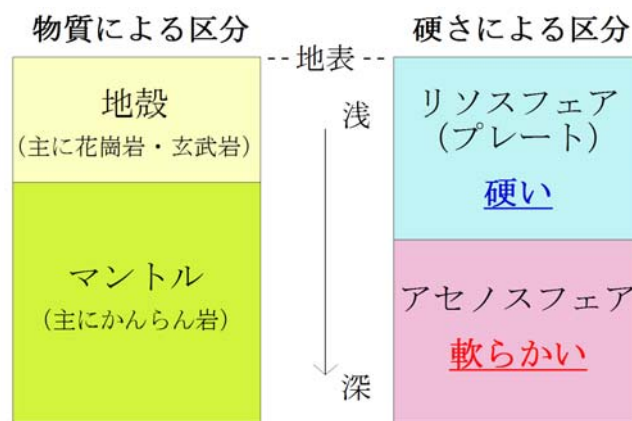 物質による区分
地殻
(主に花崗岩・玄武岩)
マントル
(主にかんらん岩)
--地表--
浅
深
硬さによる区分
リソスフェア
(プレート)
硬い
アセノスフェア
軟らかい